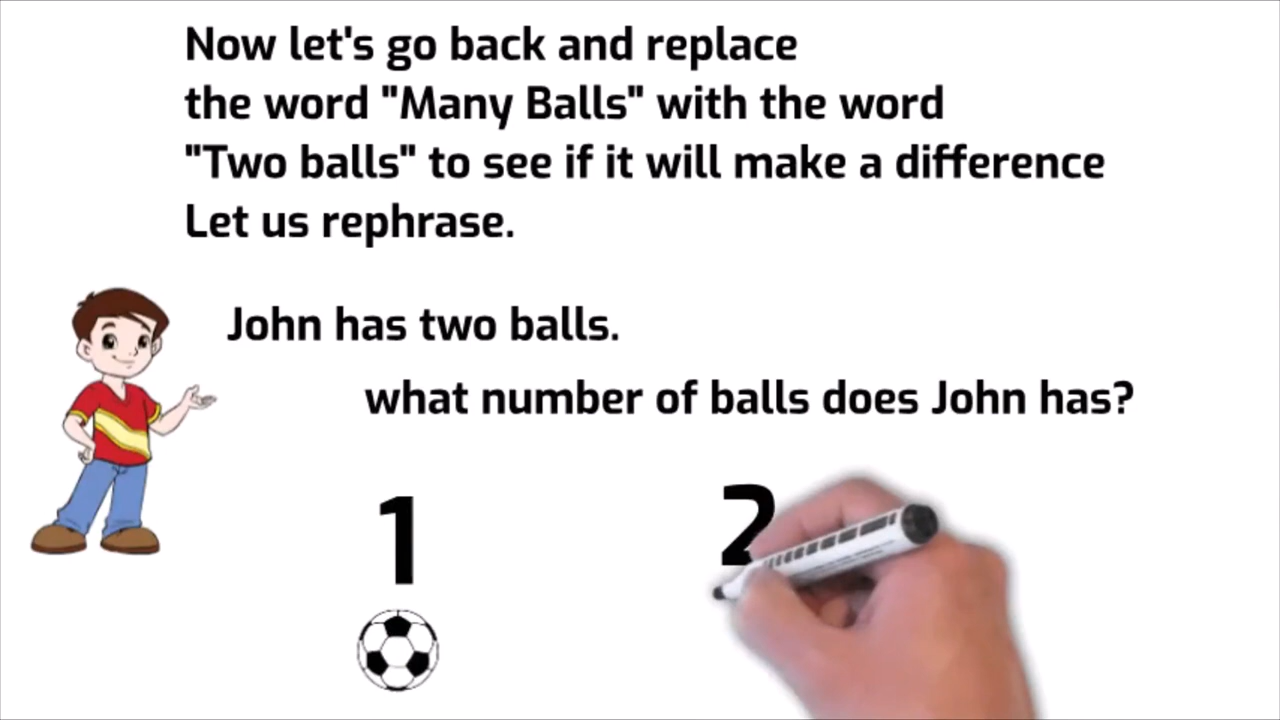 Now let's go back and replace
the word "Many Balls" with the word
"Two balls" to see if it will make a difference
Let us rephrase.
John has two balls.
what number of balls does John has?
1 2